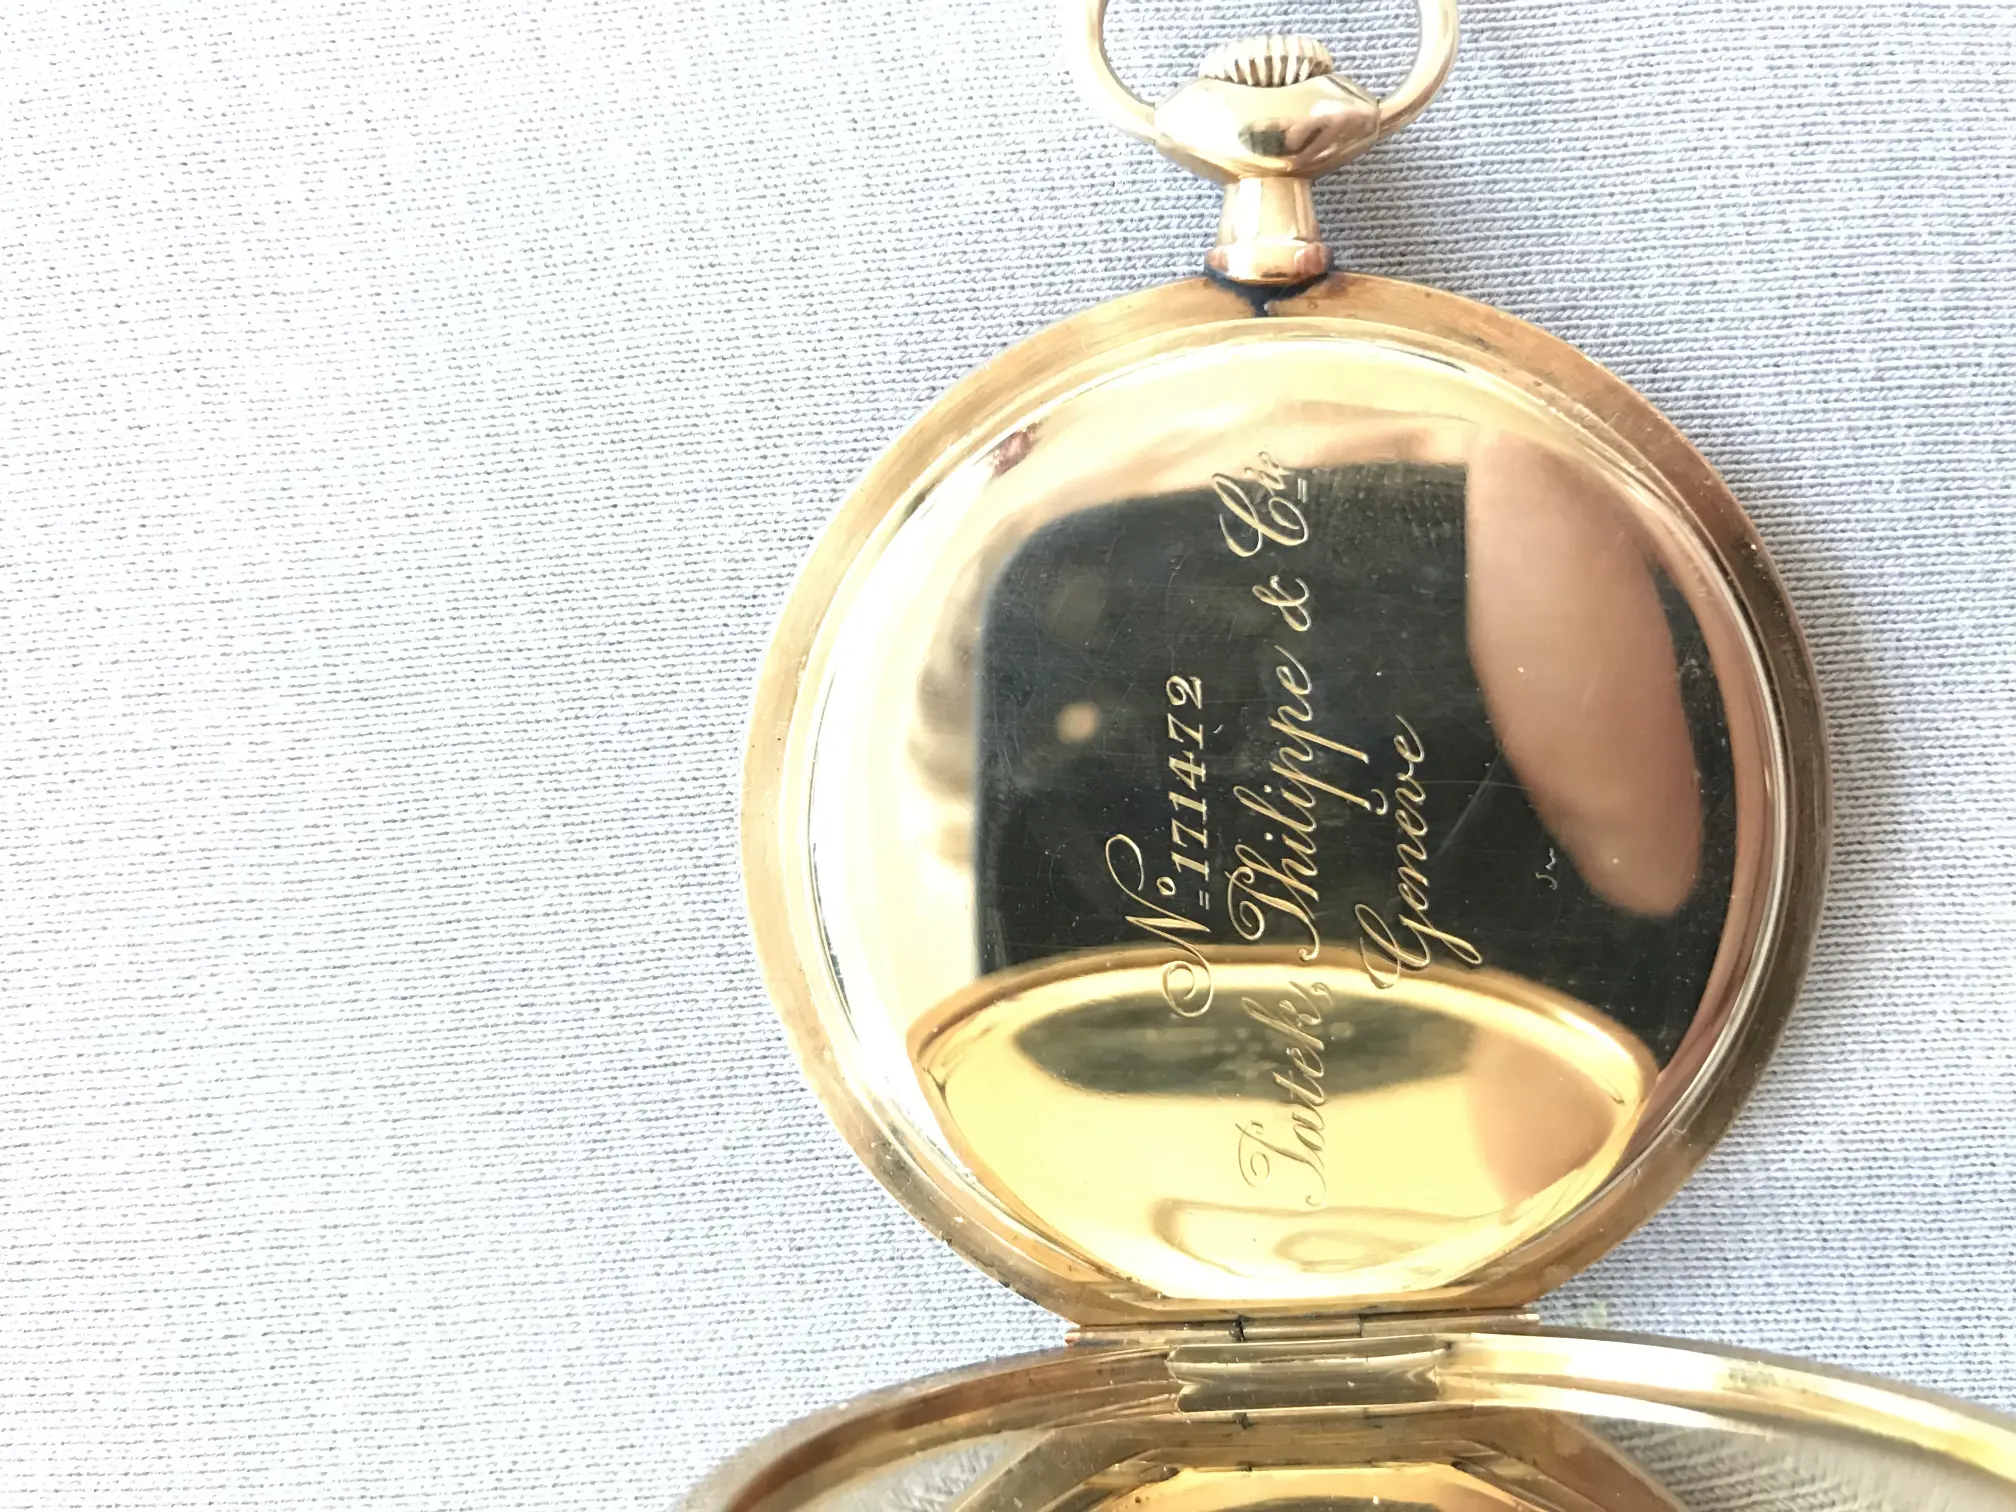 Nº 171472
Patek, Philippe & Cie
Genève